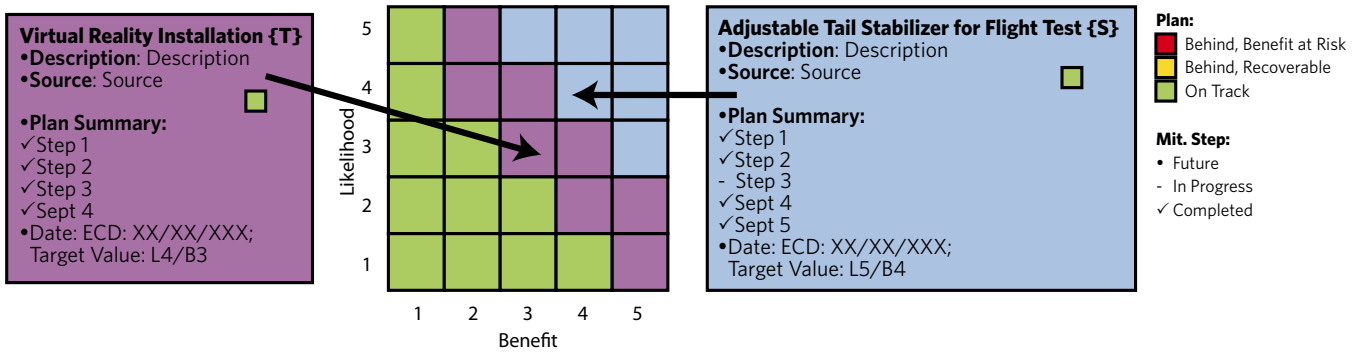 Virtual Reality Installation {T}
•Description: Description
•Source: Source
•Plan Summary:
✓Step 1
✓Step 2
✓Step 3
✓Sept 4
•Date: ECD: XX/XX/XXX;
Target Value: L4/B3
Likelihood
5
4
3
2
1
1 2 3 4 5
Benefit
Adjustable Tail Stabilizer for Flight Test {S}
•Description: Description
•Source: Source
•Plan Summary:
✓Step 1
✓Step 2
- Step 3
✓Sept 4
✓Sept 5
•Date: ECD: XX/XX/XXX;
Target Value: L5/B4
Plan:
Behind, Benefit at Risk
Behind, Recoverable
On Track
Mit. Step:
• Future
- In Progress
✓ Completed